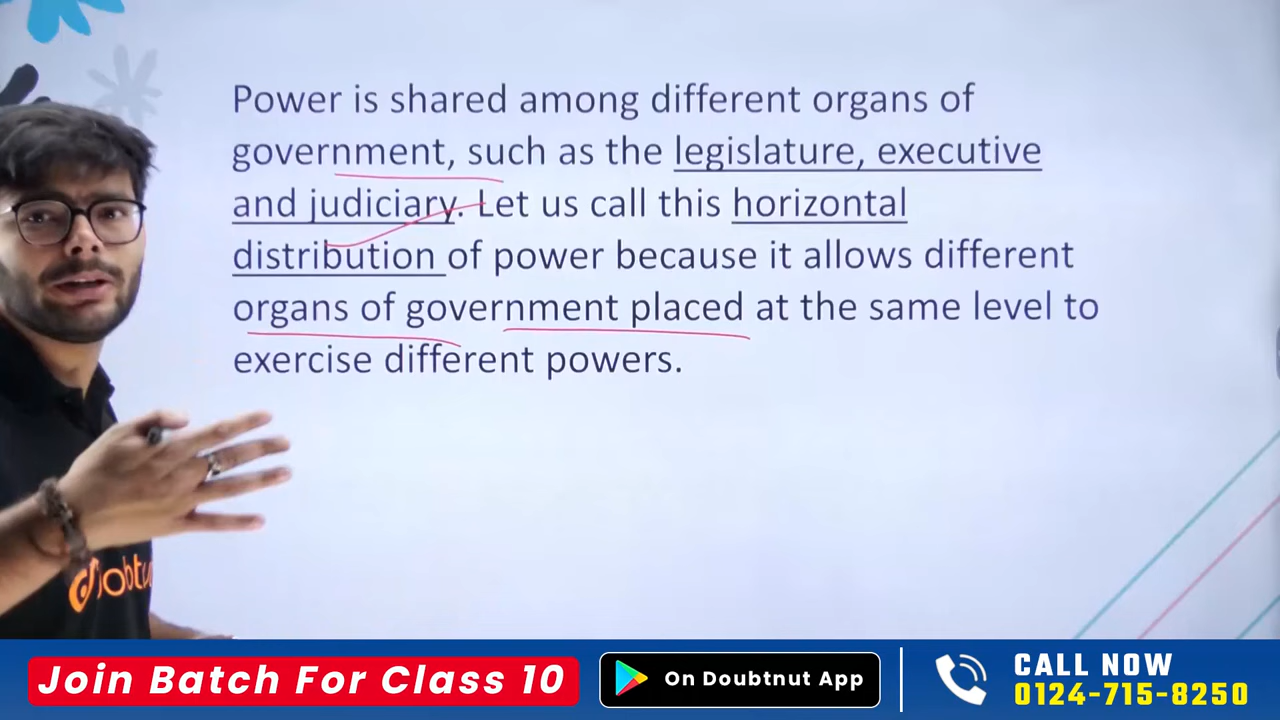 Power is shared among different organs of
government, such as the legislature, executive
and judiciary. Let us call this horizontal
distribution of power because it allows different
organs of government placed at the same level to
exercise different powers.
Join Batch For Class 10
On Doubtnut App
CALL NOW
0124-715-8250